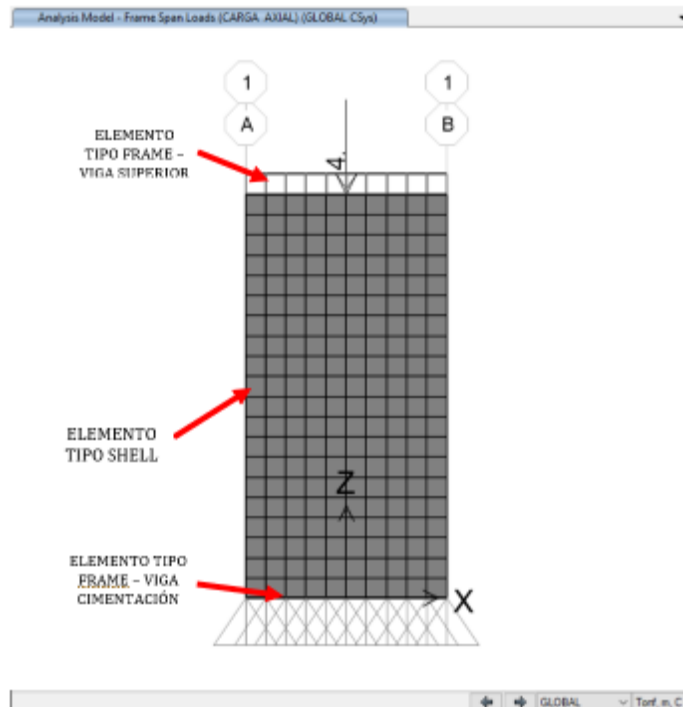 Analysis Model - Frame Span Loads (CARGA AXIAL) (GLOBAL CSys)
1
1
A
B
ELEMENTO
TIPO FRAME –
VIGA SUPERIOR
4.
ELEMENTO
TIPO SHELL
Z
ELEMENTO TIPO
FRAME – VIGA
CIMENTACIÓN
X
GLOBAL
Tonf, m, C